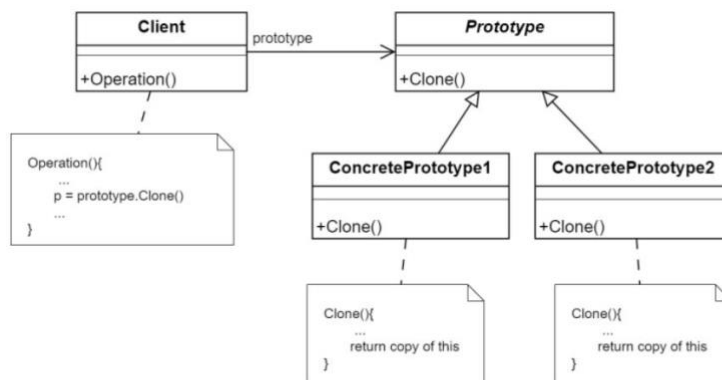 Client
+Operation()
prototype
Prototype
+Clone()
Operation(){
...
p = prototype.Clone()
...
}
ConcretePrototype1
+Clone()
ConcretePrototype2
+Clone()
Clone(){
...
return copy of this
}
Clone(){
...
return copy of this
}